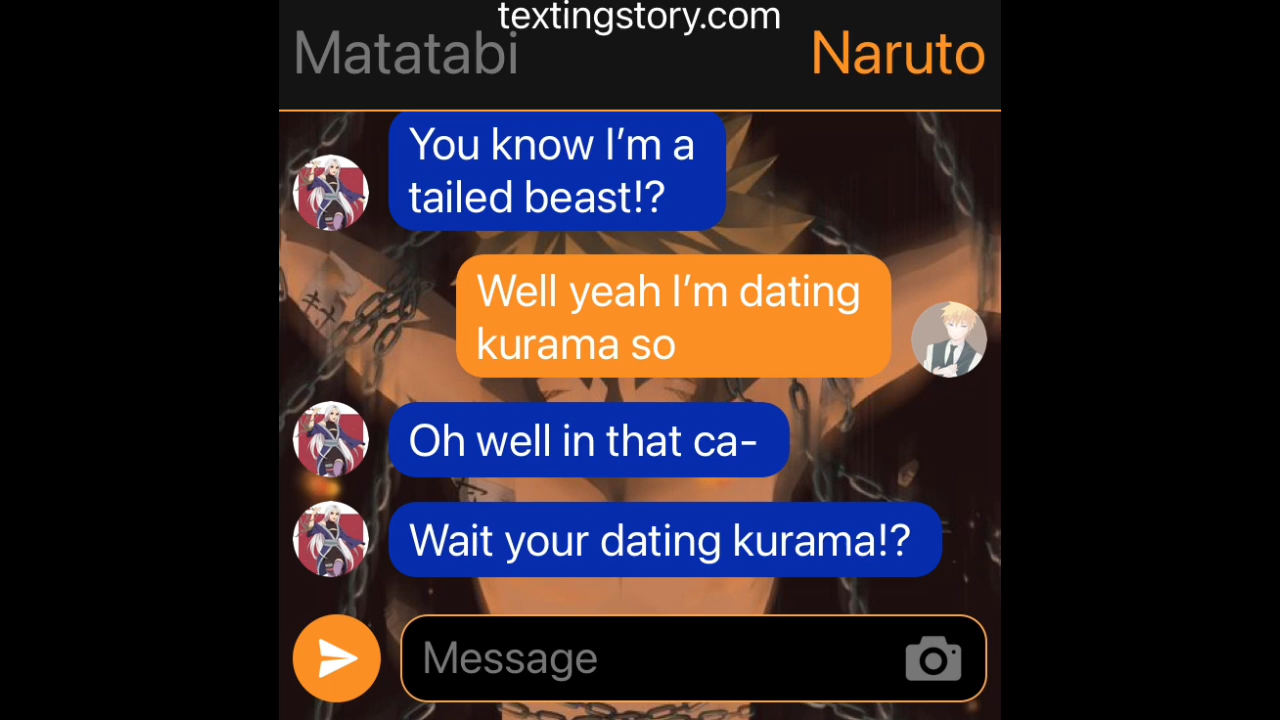 textingstory.com
Matatabi
Naruto
You know I’m a
tailed beast!?
Well yeah I’m dating
kurama so
Oh well in that ca-
Wait your dating kurama!?
Message